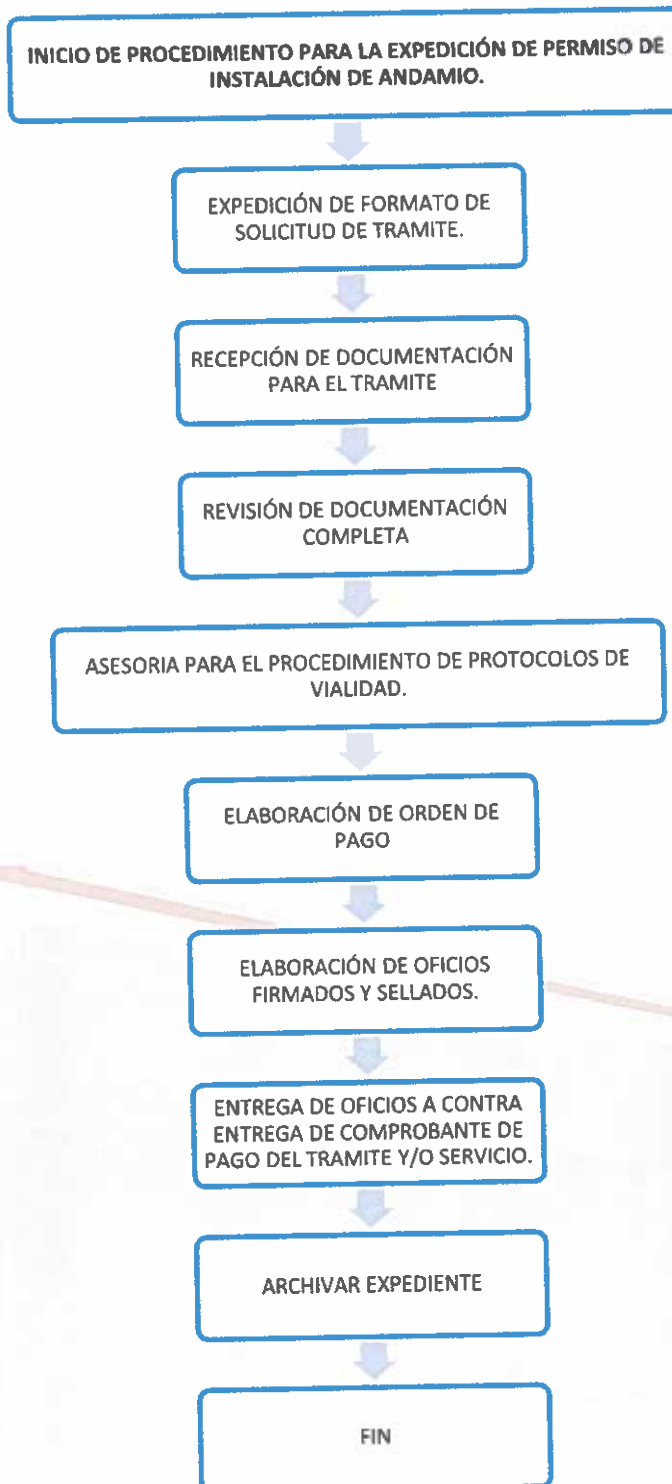 INICIO DE PROCEDIMIENTO PARA LA EXPEDICIÓN DE PERMISO DE
INSTALACIÓN DE ANDAMIO.
EXPEDICIÓN DE FORMATO DE
SOLICITUD DE TRAMITE.
RECEPCIÓN DE DOCUMENTACIÓN
PARA EL TRAMITE
REVISIÓN DE DOCUMENTACIÓN
COMPLETA
ASESORIA PARA EL PROCEDIMIENTO DE PROTOCOLOS DE
VIALIDAD.
ELABORACIÓN DE ORDEN DE
PAGO
ELABORACIÓN DE OFICIOS
FIRMADOS Y SELLADOS.
ENTREGA DE OFICIOS A CONTRA
ENTREGA DE COMPROBANTE DE
PAGO DEL TRAMITE Y/O SERVICIO.
ARCHIVAR EXPEDIENTE
FIN